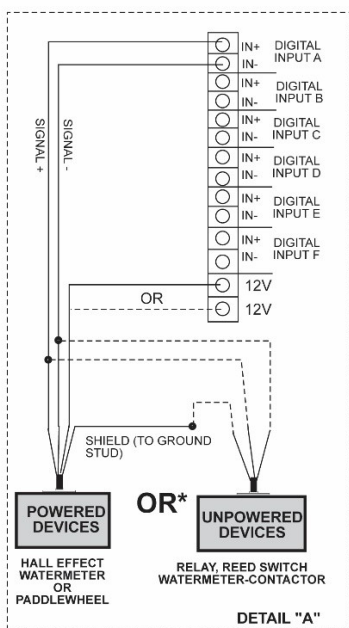 IN+
DIGITAL
INPUT A
IN-
IN+
DIGITAL
INPUT B
IN-
IN+
DIGITAL
INPUT C
IN-
IN+
DIGITAL
INPUT D
IN-
IN+
DIGITAL
INPUT E
IN-
IN+
DIGITAL
INPUT F
IN-
12V
12V
SIGNAL +
SIGNAL -
OR
SHIELD (TO GROUND
STUD)
POWERED
DEVICES
OR*
UNPOWERED
DEVICES
HALL EFFECT
WATERMETER
OR
PADDLEWHEEL
RELAY, REED SWITCH
WATERMETER-CONTACTOR
DETAIL "A"